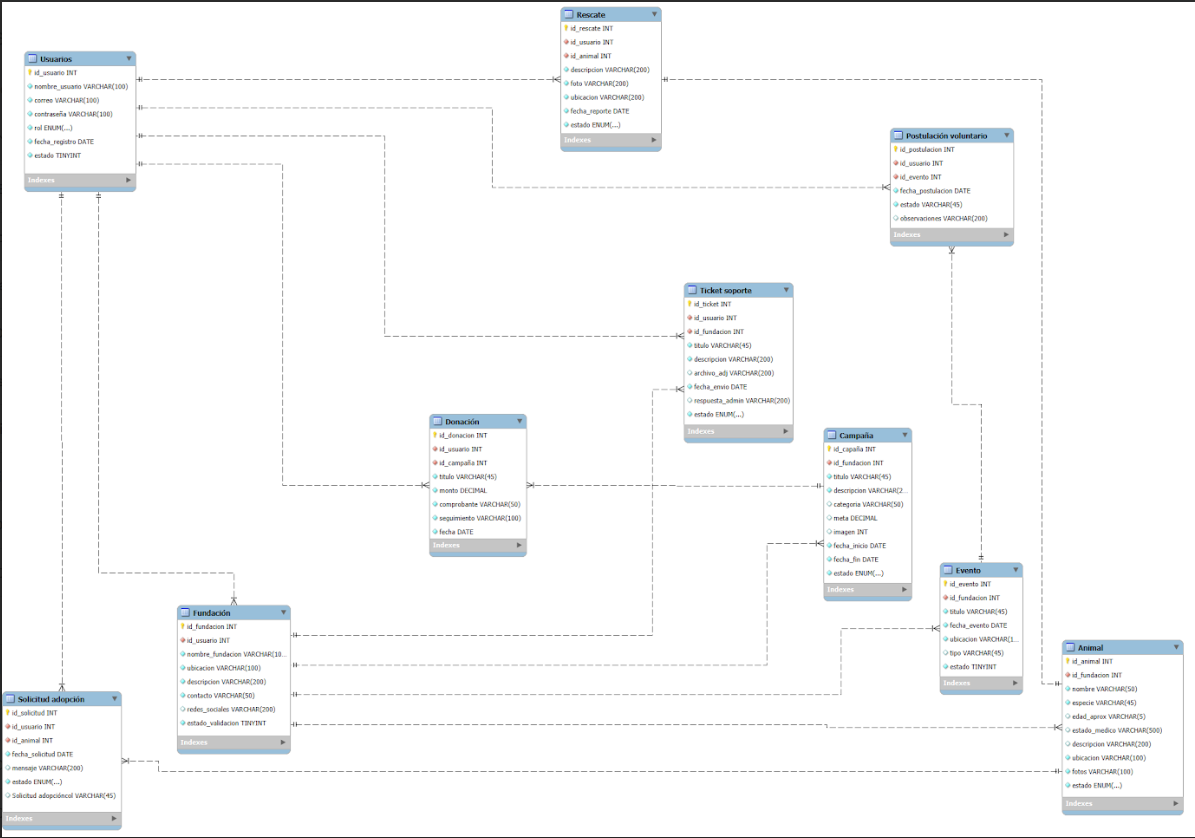 Rescate
id_rescate INT
id_usuario INT
id_animal INT
descripcion VARCHAR(200)
foto VARCHAR(200)
ubicacion VARCHAR(200)
fecha_reporte DATE
estado ENUM(...)
Indexes
Usuarios
id_usuario INT
nombre_usuario VARCHAR(100)
correo VARCHAR(100)
contraseña VARCHAR(100)
rol ENUM(...)
fecha_registro DATE
estado TINYINT
Indexes
Postulación voluntario
id_postulacion INT
id_usuario INT
id_evento INT
fecha_postulacion DATE
estado VARCHAR(45)
observaciones VARCHAR(200)
Indexes
Ticket soporte
id_ticket INT
id_usuario INT
id_fundacion INT
titulo VARCHAR(45)
descripcion VARCHAR(200)
archivo_adj VARCHAR(200)
fecha_envio DATE
respuesta_admin VARCHAR(200)
estado ENUM(...)
Indexes
Donación
id_donacion INT
id_usuario INT
id_campaña INT
titulo VARCHAR(45)
monto DECIMAL
comprobante VARCHAR(50)
seguimiento VARCHAR(100)
fecha DATE
Indexes
Campaña
id_capaña INT
id_fundacion INT
titulo VARCHAR(45)
descripcion VARCHAR(2...
categoria VARCHAR(50)
meta DECIMAL
imagen INT
fecha_inicio DATE
fecha_fin DATE
estado ENUM(...)
Indexes
Evento
id_evento INT
id_fundacion INT
titulo VARCHAR(45)
fecha_evento DATE
ubicacion VARCHAR(1...
tipo VARCHAR(45)
estado TINYINT
Indexes
Fundación
id_fundacion INT
id_usuario INT
nombre_fundacion VARCHAR(10...
ubicacion VARCHAR(100)
descripcion VARCHAR(200)
contacto VARCHAR(50)
redes_sociales VARCHAR(200)
estado_validacion TINYINT
Indexes
Animal
id_animal INT
id_fundacion INT
nombre VARCHAR(50)
especie VARCHAR(45)
edad_aprox VARCHAR(5)
estado_medico VARCHAR(500)
descripcion VARCHAR(200)
ubicacion VARCHAR(100)
fotos VARCHAR(100)
estado ENUM(...)
Indexes
Solicitud adopción
id_solicitud INT
id_usuario INT
id_animal INT
fecha_solicitud DATE
mensaje VARCHAR(200)
estado ENUM(...)
Solicitud adopcióncol VARCHAR(45)
Indexes